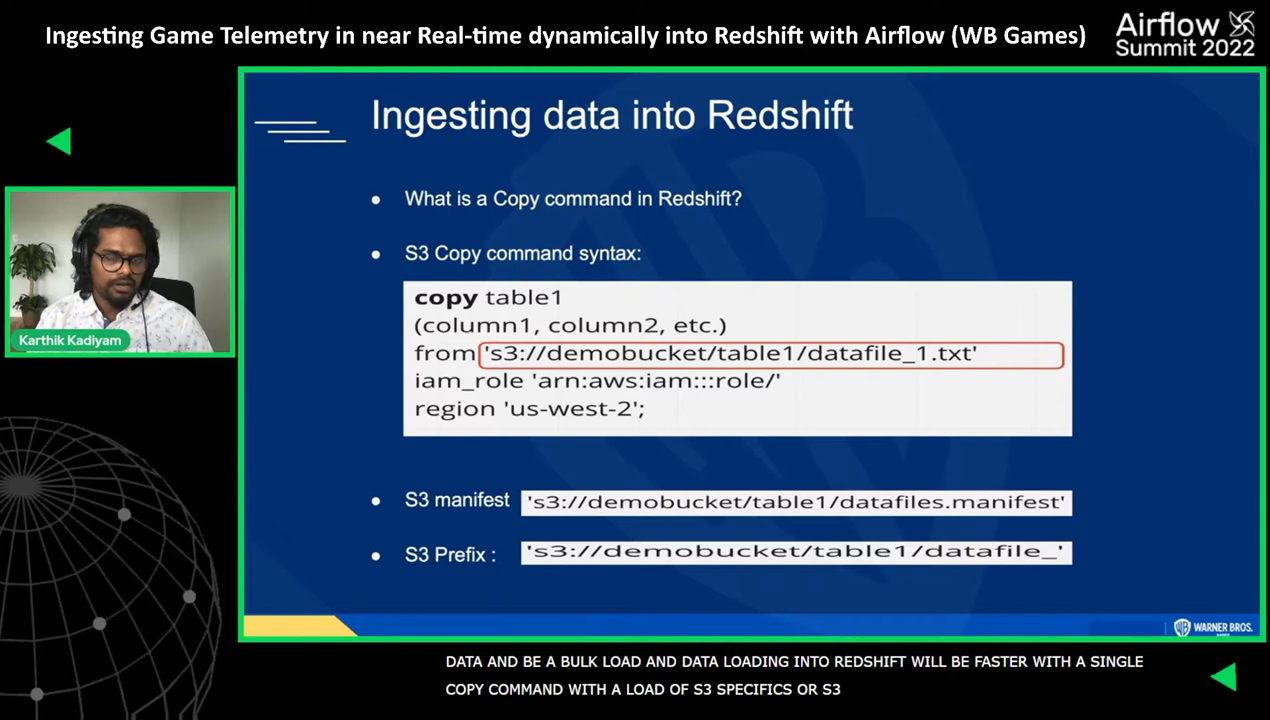 Ingesting Game Telemetry in near Real-time dynamically into Redshift with Airflow (WB Games)
Airflow
Summit 2022
Ingesting data into Redshift
• What is a Copy command in Redshift?
• S3 Copy command syntax:
copy table1
(column1, column2, etc.)
from 's3://demobucket/table1/datafile_1.txt'
iam_role 'arn:aws:iam:::role/'
region 'us-west-2';
• S3 manifest 's3://demobucket/table1/datafiles.manifest'
• S3 Prefix : 's3://demobucket/table1/datafile_'
Karthik Kadiyam
WARNER BROS.
GAMES
DATA AND BE A BULK LOAD AND DATA LOADING INTO REDSHIFT WILL BE FASTER WITH A SINGLE
COPY COMMAND WITH A LOAD OF S3 SPECIFICS OR S3